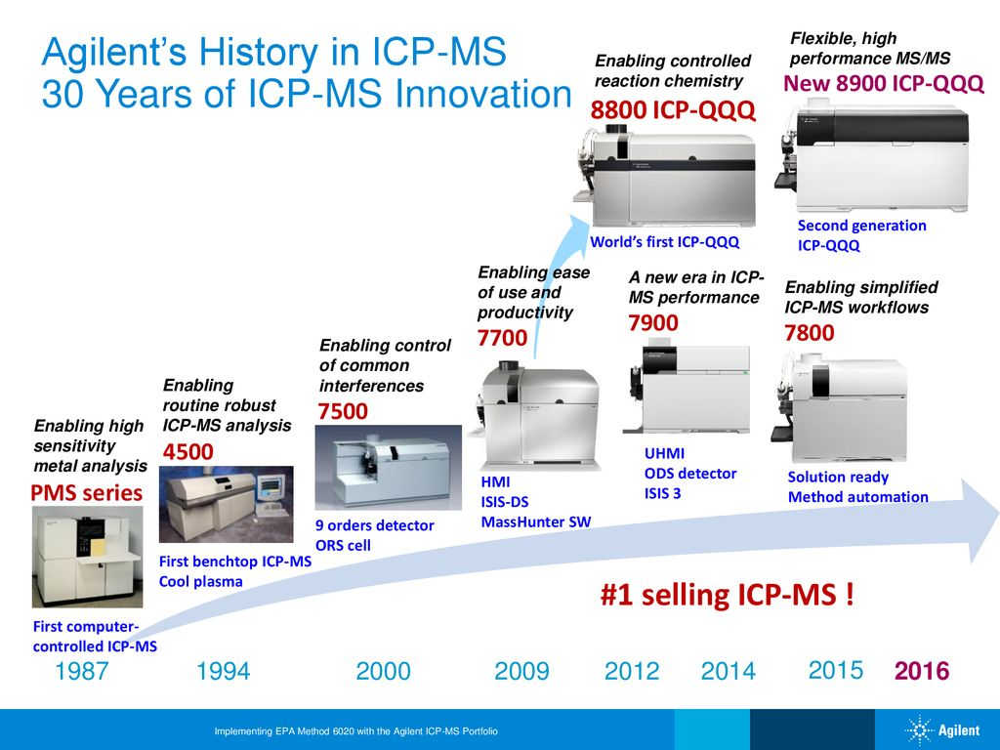 Agilent’s History in ICP-MS
30 Years of ICP-MS Innovation
Enabling controlled
reaction chemistry
8800 ICP-QQQ
World’s first ICP-QQQ
Flexible, high
performance MS/MS
New 8900 ICP-QQQ
Second generation
ICP-QQQ
Enabling high
sensitivity
metal analysis
PMS series
First computer-
controlled ICP-MS
Enabling
routine robust
ICP-MS analysis
4500
First benchtop ICP-MS
Cool plasma
Enabling control
of common
interferences
7500
9 orders detector
ORS cell
Enabling ease
of use and
productivity
7700
HMI
ISIS-DS
MassHunter SW
A new era in ICP-
MS performance
7900
UHMI
ODS detector
ISIS 3
Enabling simplified
ICP-MS workflows
7800
Solution ready
Method automation
#1 selling ICP-MS !
1987
1994
2000
2009
2012
2014
2015
2016
Implementing EPA Method 6020 with the Agilent ICP-MS Portfolio
Agilent